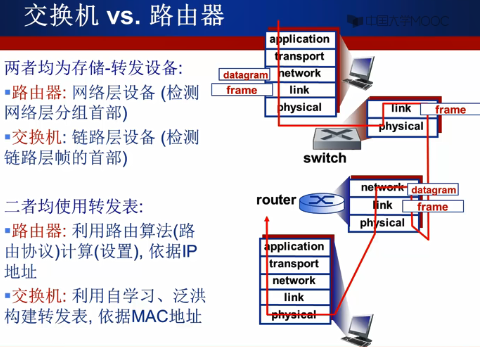 交换机 vs. 路由器
中国大学MOOC
两者均为存储-转发设备:
▪路由器: 网络层设备 (检测
网络层分组首部)
▪交换机: 链路层设备 (检测
链路层帧的首部)
二者均使用转发表:
▪路由器: 利用路由算法(路
由协议)计算(设置), 依据IP
地址
▪交换机: 利用自学习、泛洪
构建转发表, 依据MAC地址
application
transport
datagram
network
frame
link
physical
switch
link
frame
physical
router
network
datagram
link
frame
physical
application
transport
network
link
physical